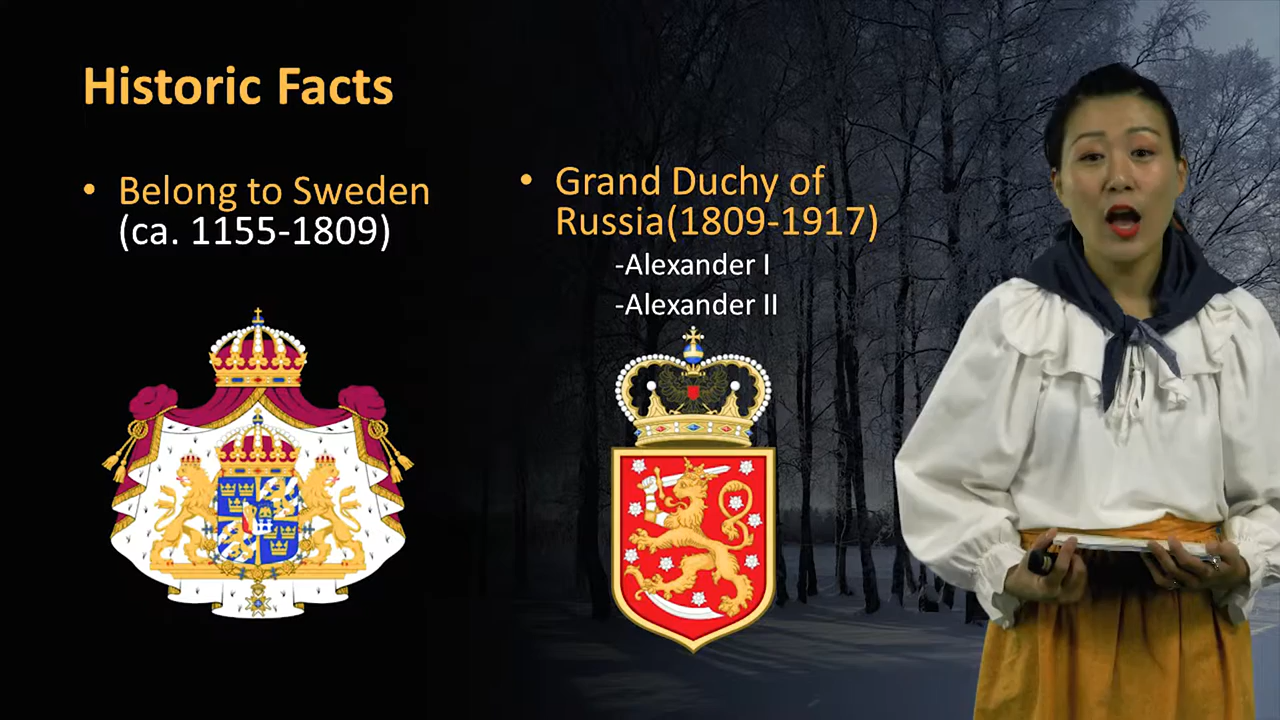 Historic Facts
• Belong to Sweden
(ca. 1155-1809)
• Grand Duchy of
Russia(1809-1917)
-Alexander I
-Alexander II